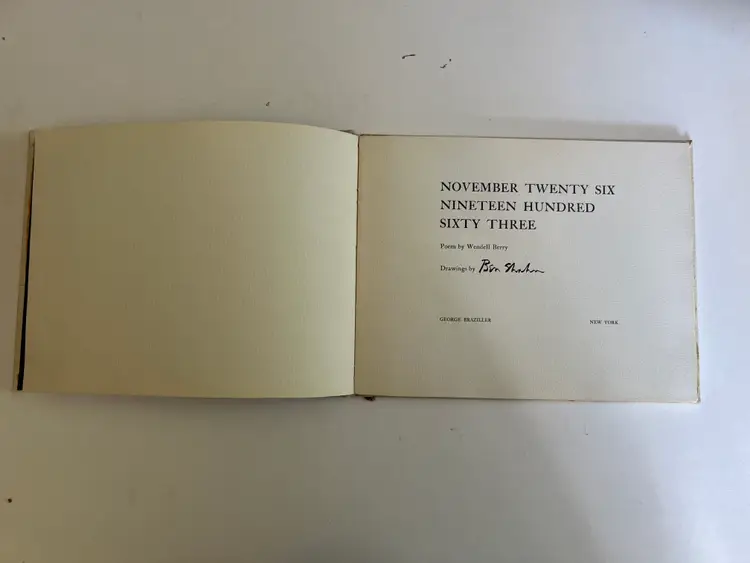 NOVEMBER TWENTY SIX
NINETEEN HUNDRED
SIXTY THREE
Poem by Wendell Berry
Drawings by Ben Shahn
GEORGE BRAZILLER NEW YORK